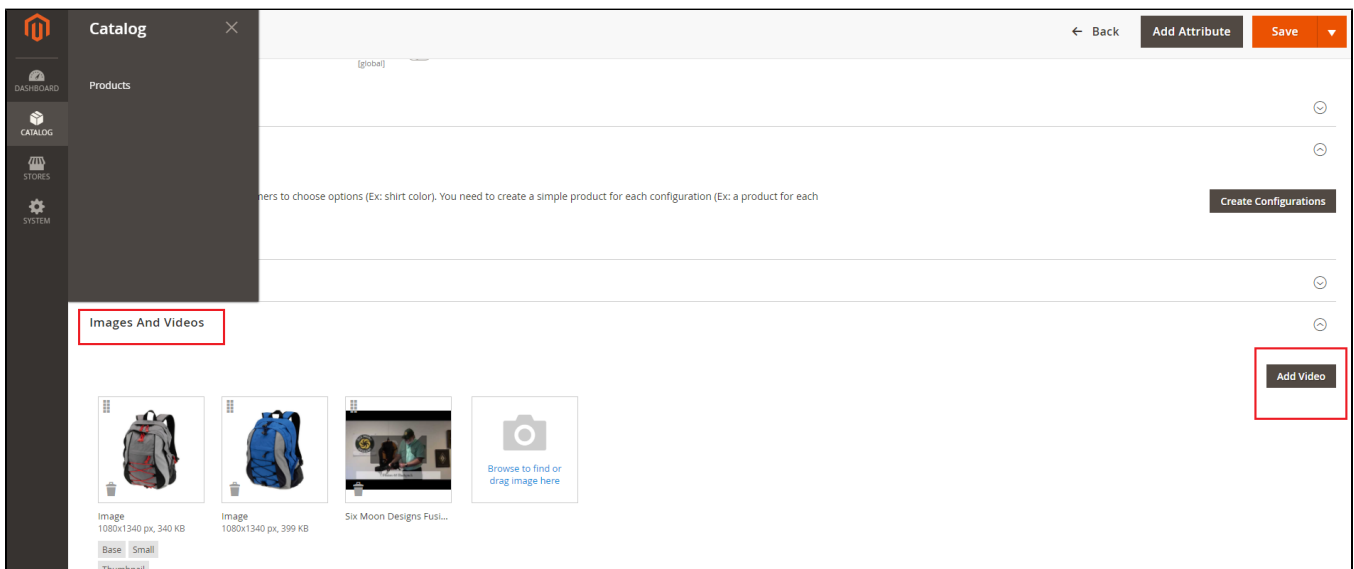 Catalog
← Back
Add Attribute
Save
[global]
DASHBOARD
Products
CATALOG
STORES
SYSTEM
mers to choose options (Ex: shirt color). You need to create a simple product for each configuration (Ex: a product for each
Create Configurations
Images And Videos
Add Video
Browse to find or
drag image here
Image
1080x1340 px, 340 KB
Image
1080x1340 px, 399 KB
Six Moon Designs Fusi...
Base
Small
Thumbnail